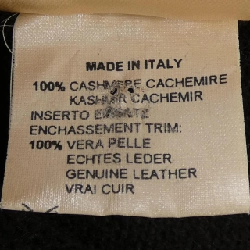 MADE IN ITALY
100% CASHMERE CACHEMIRE
KASHMIR CACHEMIR
INSERTO
ENCHASSEMENT TRIM:
100% VERA PELLE
ECHTES LEDER
GENUINE LEATHER
VRAI CUIR